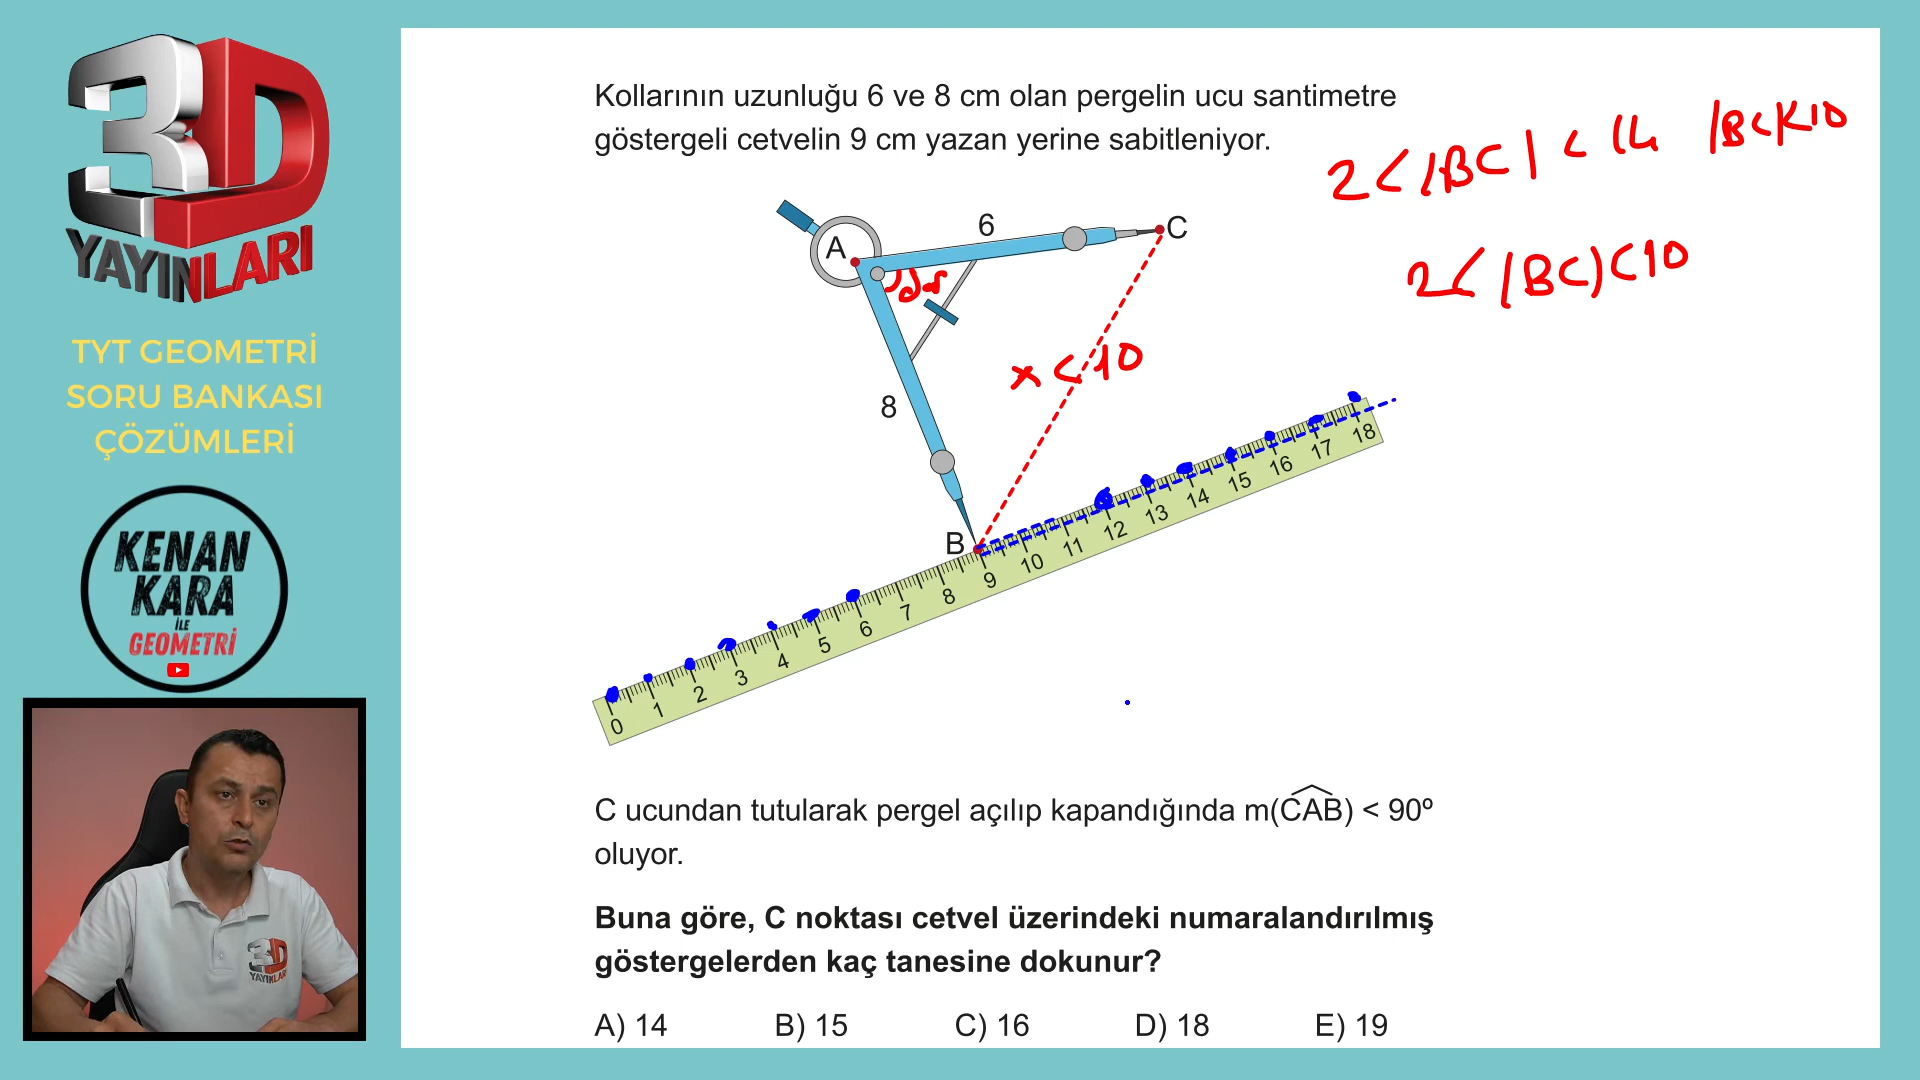 3D
YAYINLARI
TYT GEOMETRİ
SORU BANKASI
ÇÖZÜMLERİ
KENAN
KARA
İLE
GEOMETRİ
3D
YAYINLARI
Kollarının uzunluğu 6 ve 8 cm olan pergelin ucu santimetre
göstergeli cetvelin 9 cm yazan yerine sabitleniyor.
2 < |BC| < 14 |BC|<10
2 < |BC| < 10
A
6
C
dar
x < 10
8
B
0 1 2 3 4 5 6 7 8 9 10 11 12 13 14 15 16 17 18
C ucundan tutularak pergel açılıp kapandığında m(CAB) < 90º
oluyor.
Buna göre, C noktası cetvel üzerindeki numaralandırılmış
göstergelerden kaç tanesine dokunur?
A) 14 B) 15 C) 16 D) 18 E) 19